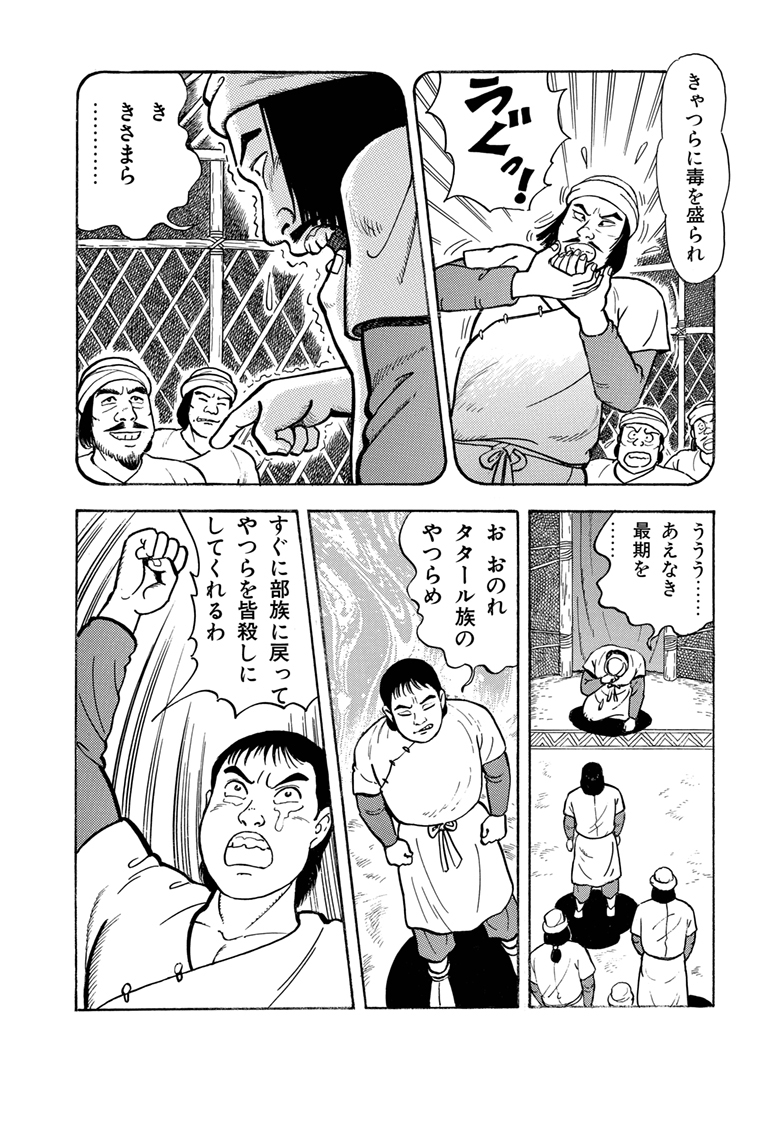 きゃつらに毒を盛られ
うぐっ!
き
きさまら
…………
ううう……
あえなき
最期を
……
お おのれ
タタール族の
やつらめ
すぐに部族に戻って
やつらを皆殺しに
してくれるわ